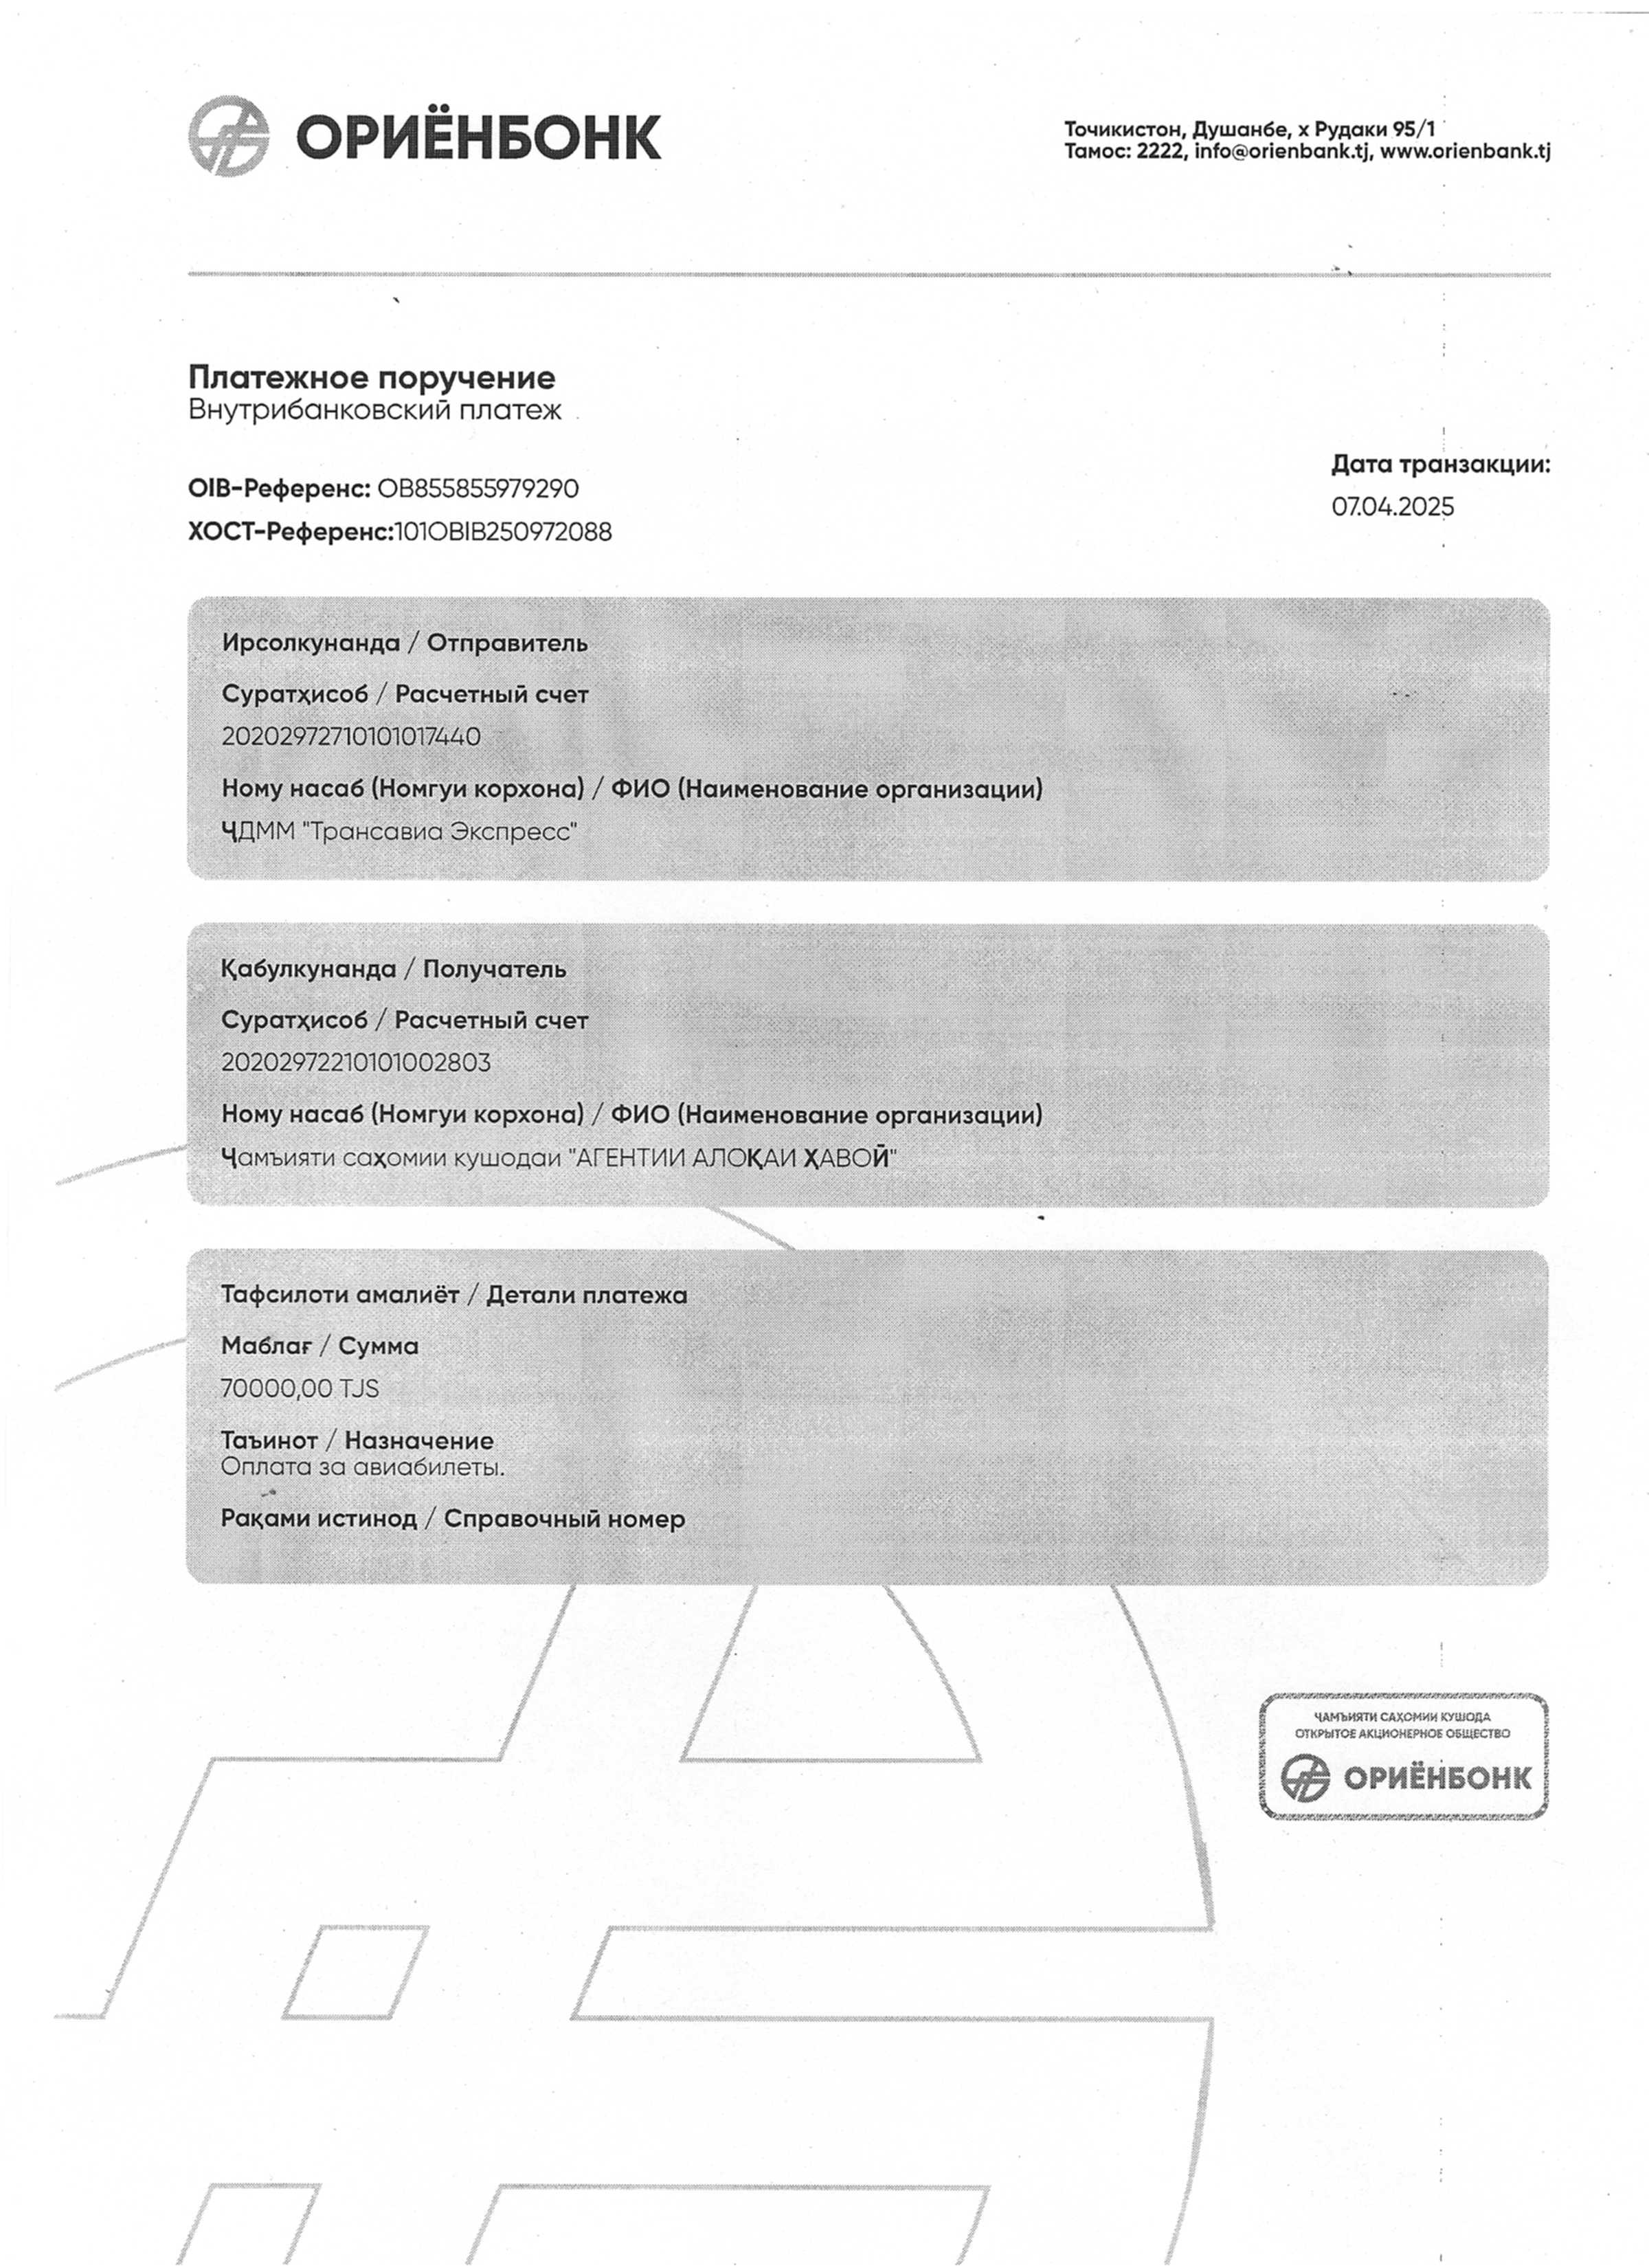 ОРИЁНБОНК
Точикистон, Душанбе, х Рудаки 95/1
Тамос: 2222, info@orienbank.tj, www.orienbank.tj
Платежное поручение
Внутрибанковский платеж
OIB-Референс: OB855855979290
ХОСТ-Референс:101OBIB250972088
Дата транзакции:
07.04.2025
Ирсолкунанда / Отправитель
Суратҳисоб / Расчетный счет
20202972710101017440
Ному насаб (Номгуи корхона) / ФИО (Наименование организации)
ҶДММ "Трансавиа Экспресс"
Қабулкунанда / Получатель
Суратҳисоб / Расчетный счет
20202972210101002803
Ному насаб (Номгуи корхона) / ФИО (Наименование организации)
Ҷамъияти саҳомии кушодаи "АГЕНТИИ АЛОҚАИ ҲАВОӢ"
Тафсилоти амалиёт / Детали платежа
Маблағ / Сумма
70000,00 TJS
Таъинот / Назначение
Оплата за авиабилеты.
Рақами истинод / Справочный номер
ҶАМЪИЯТИ САҲОМИИ КУШОДА
ОТКРЫТОЕ АКЦИОНЕРНОЕ ОБЩЕСТВО
ОРИЁНБОНК